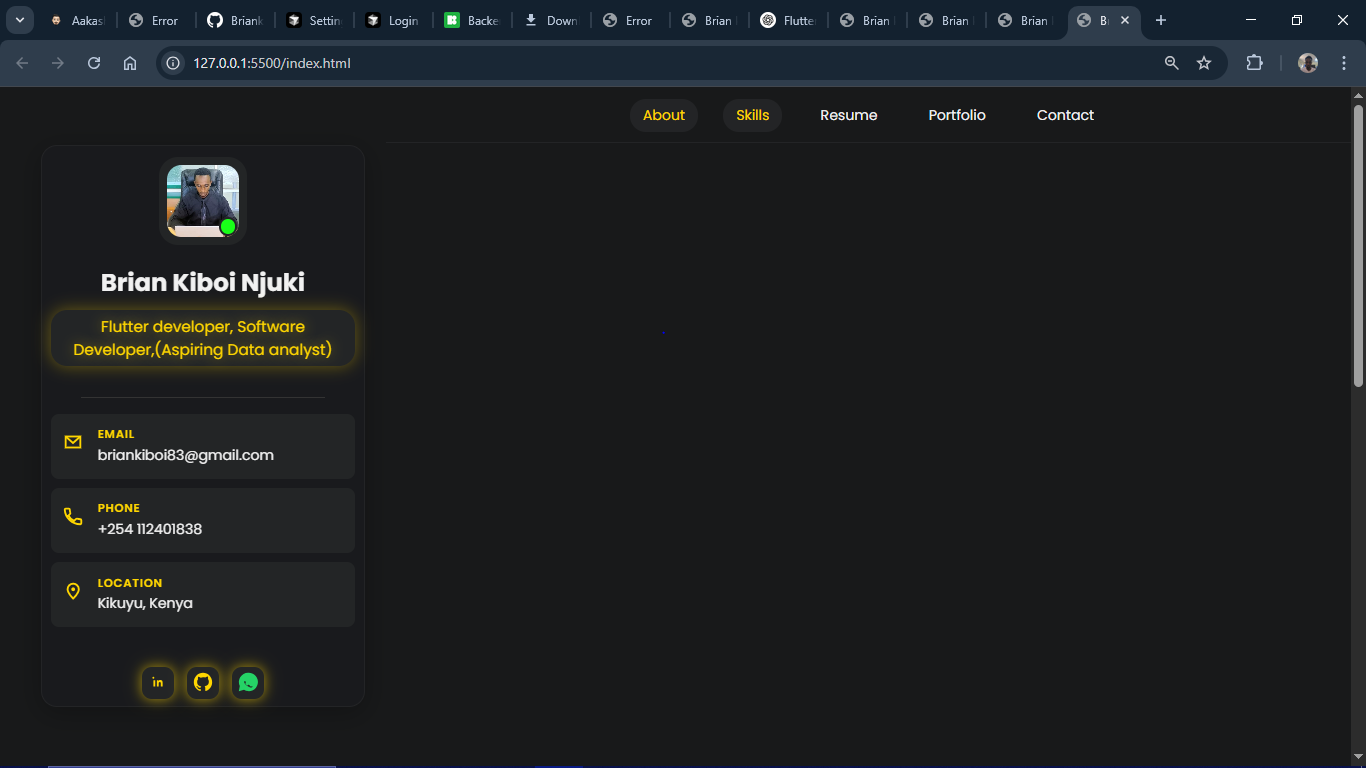 Aakas
Error
Briank
Settin
Login
Backe
Down
Error
Brian
Flutte
Brian
Brian
Brian
B
127.0.0.1:5500/index.html
About
Skills
Resume
Portfolio
Contact
Brian Kiboi Njuki
Flutter developer, Software
Developer,(Aspiring Data analyst)
EMAIL
briankiboi83@gmail.com
PHONE
+254 112401838
LOCATION
Kikuyu, Kenya
in